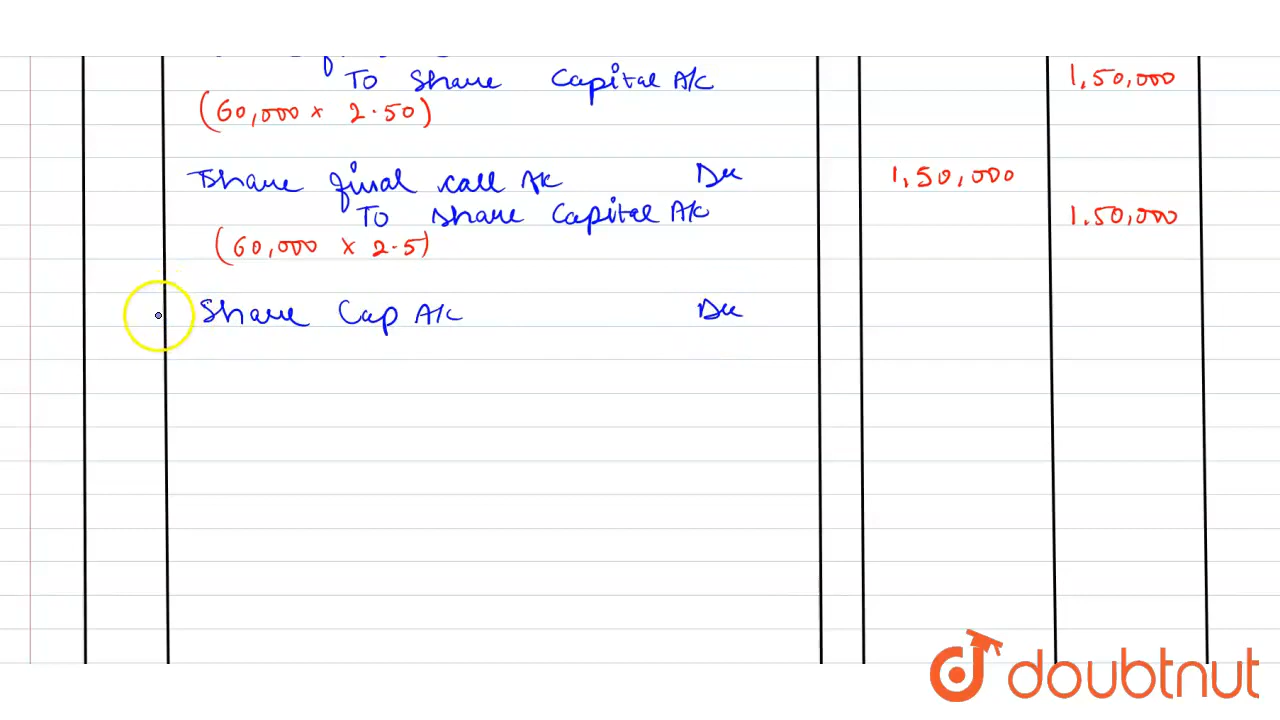 To Share Capital A/c 1,50,000
(60,000 x 2.50)
Share final call A/c Dr 1,50,000
To Share Capital A/c 1.50,000
(60,000 x 2.5)
Share Cap A/c Dr
doubtnut